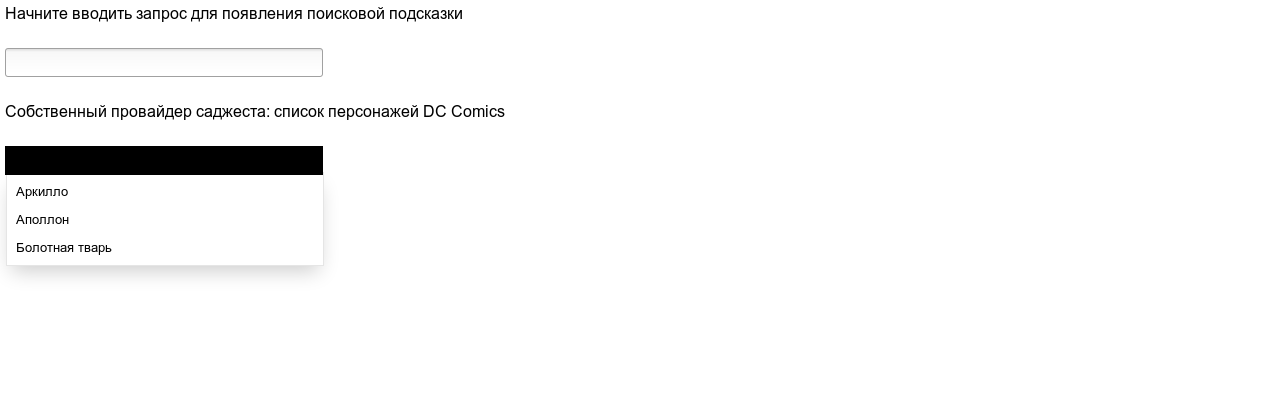 Начните вводить запрос для появления поисковой подсказки
Собственный провайдер саджеста: список персонажей DC Comics
Аркилло
Аполлон
Болотная тварь